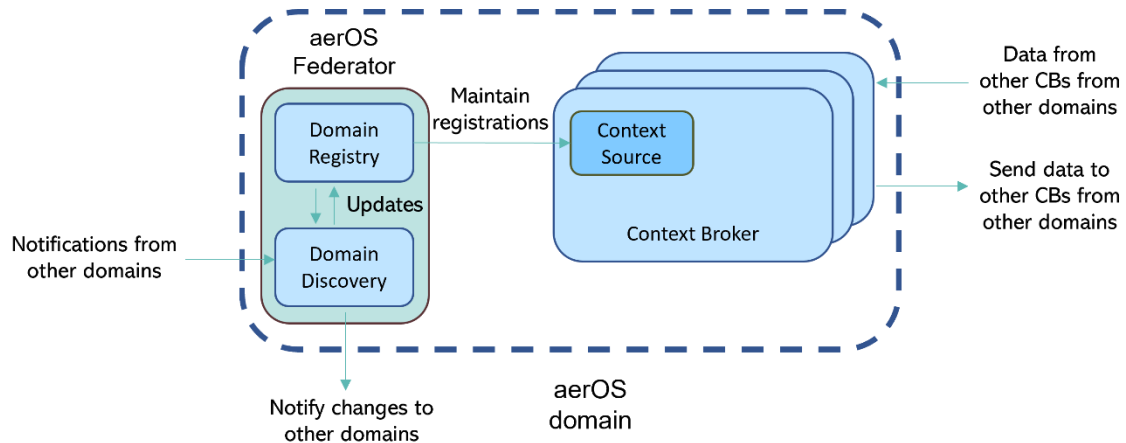 aerOS
Federator
Domain
Registry
Updates
Domain
Discovery
Maintain
registrations
Context
Source
Context Broker
Data from
other CBs from
other domains
Send data to
other CBs from
other domains
Notifications from
other domains
Notify changes to
other domains
aerOS
domain